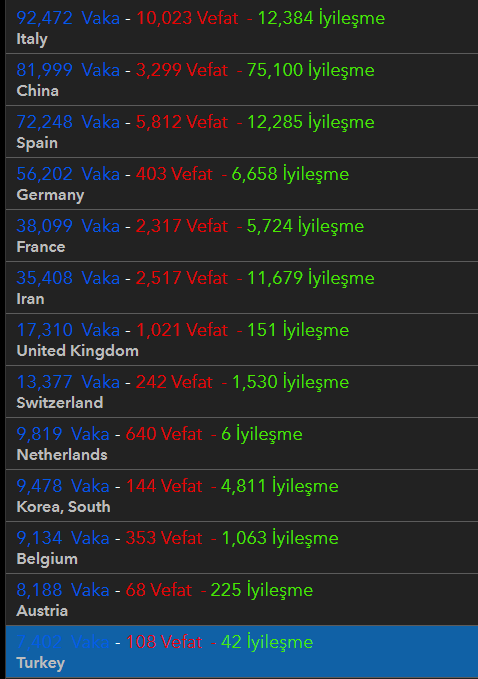 92,472 Vaka - 10,023 Vefat - 12,384 İyileşme
Italy
81,999 Vaka - 3,299 Vefat - 75,100 İyileşme
China
72,248 Vaka - 5,812 Vefat - 12,285 İyileşme
Spain
56,202 Vaka - 403 Vefat - 6,658 İyileşme
Germany
38,099 Vaka - 2,317 Vefat - 5,724 İyileşme
France
35,408 Vaka - 2,517 Vefat - 11,679 İyileşme
Iran
17,310 Vaka - 1,021 Vefat - 151 İyileşme
United Kingdom
13,377 Vaka - 242 Vefat - 1,530 İyileşme
Switzerland
9,819 Vaka - 640 Vefat - 6 İyileşme
Netherlands
9,478 Vaka - 144 Vefat - 4,811 İyileşme
Korea, South
9,134 Vaka - 353 Vefat - 1,063 İyileşme
Belgium
8,188 Vaka - 68 Vefat - 225 İyileşme
Austria
Vaka - 108 Vefat - 42 İyileşme
Turkey